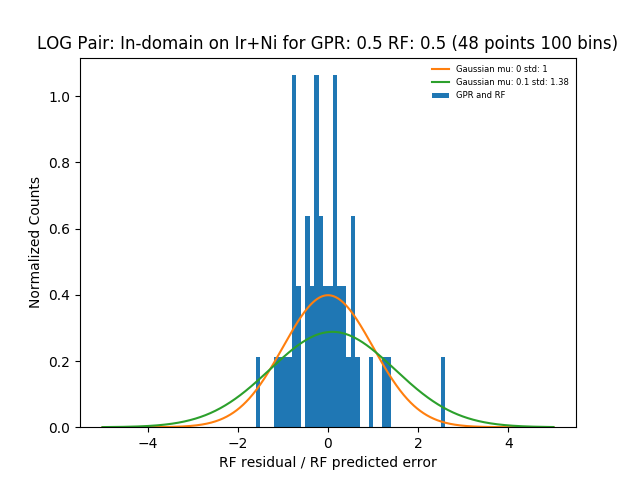 LOG Pair: In-domain on Ir+Ni for GPR: 0.5 RF: 0.5 (48 points 100 bins)
Gaussian mu: 0 std: 1
Gaussian mu: 0.1 std: 1.38
GPR and RF
Normalized Counts
1.0
0.8
0.6
0.4
0.2
0.0
−4
−2
0
2
4
RF residual / RF predicted error